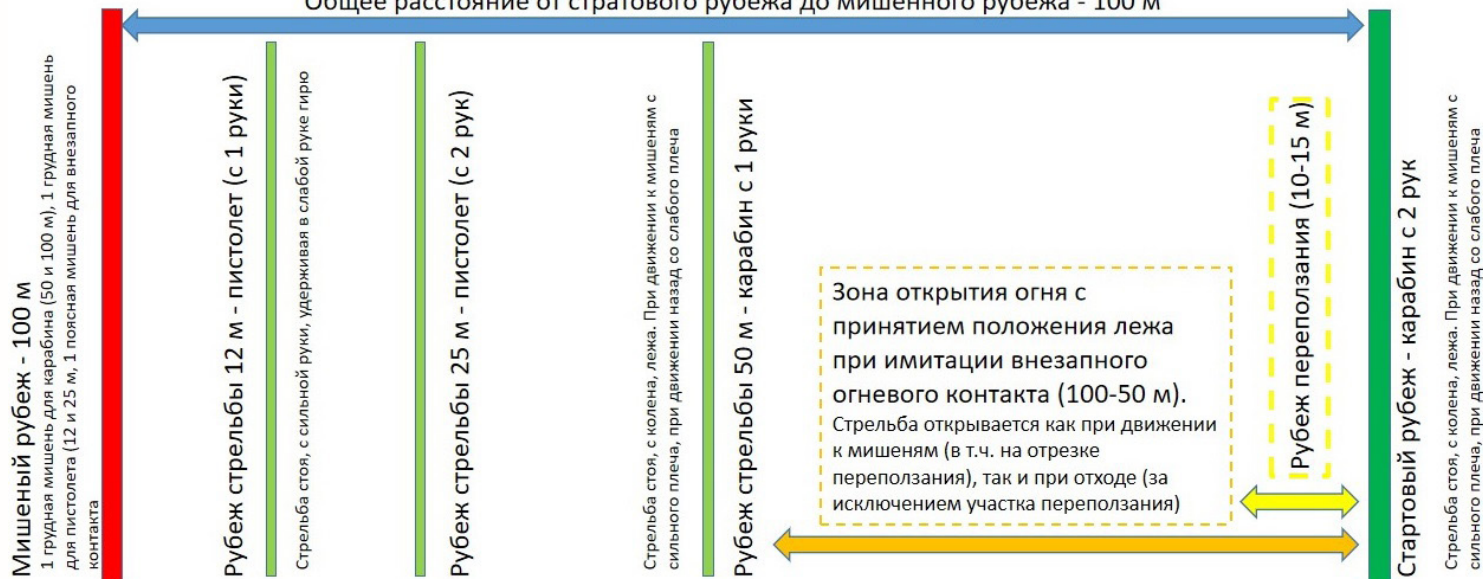 Общее расстояние от стратового рубежа до мишенного рубежа - 100 м
Мишеный рубеж - 100 м
1 грудная мишень для карабина (50 и 100 м), 1 грудная мишень
для пистолета (12 и 25 м, 1 поясная мишень для внезапного
контакта
Рубеж стрельбы 12 м - пистолет (с 1 руки)
Стрельба стоя, с сильной руки, удерживая в слабой руке гирю
Рубеж стрельбы 25 м - пистолет (с 2 рук)
Стрельба стоя, с колена, лежа. При движении к мишеням с
сильного плеча, при движении назад со слабого плеча
Рубеж стрельбы 50 м - карабин с 1 руки
Зона открытия огня с
принятием положения лежа
при имитации внезапного
огневого контакта (100-50 м).
Стрельба открывается как при движении
к мишеням (в т.ч. на отрезке
переползания), так и при отходе (за
исключением участка переползания)
Рубеж переползания (10-15 м)
Стартовый рубеж - карабин с 2 рук
Стрельба стоя, с колена, лежа. При движении к мишеням с
сильного плеча, при движении назад со слабого плеча